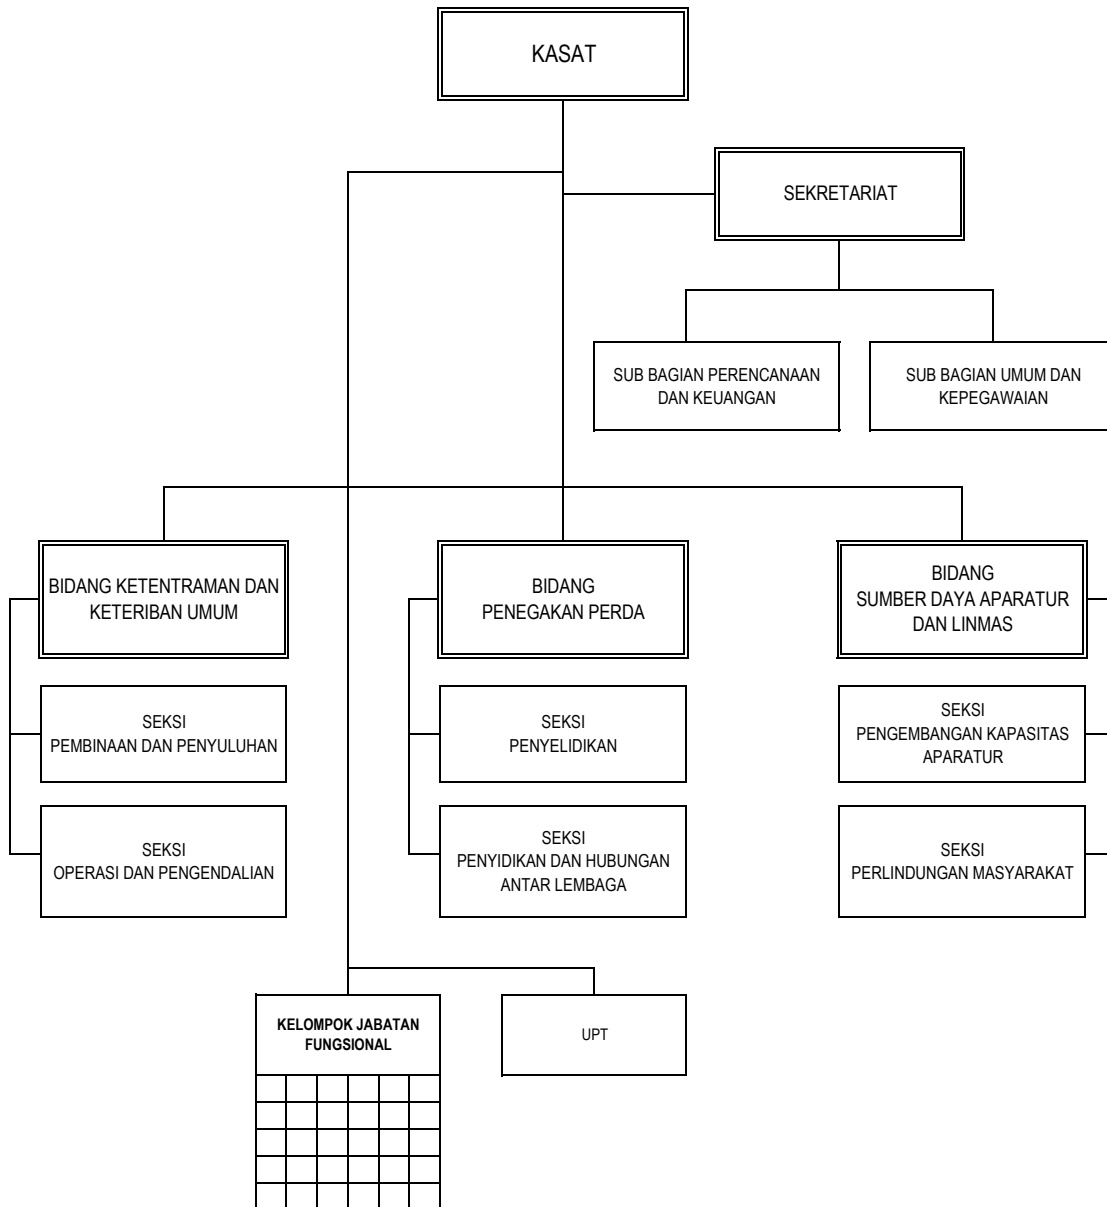 KASAT
SEKRETARIAT
SUB BAGIAN PERENCANAAN
DAN KEUANGAN
SUB BAGIAN UMUM DAN
KEPEGAWAIAN
BIDANG KETENTRAMAN DAN
KETERIBAN UMUM
BIDANG
PENEGAKAN PERDA
BIDANG
SUMBER DAYA APARATUR
DAN LINMAS
SEKSI
PEMBINAAN DAN PENYULUHAN
SEKSI
PENYELIDIKAN
SEKSI
PENGEMBANGAN KAPASITAS
APARATUR
SEKSI
OPERASI DAN PENGENDALIAN
SEKSI
PENYIDIKAN DAN HUBUNGAN
ANTAR LEMBAGA
SEKSI
PERLINDUNGAN MASYARAKAT
KELOMPOK JABATAN
FUNGSIONAL
UPT